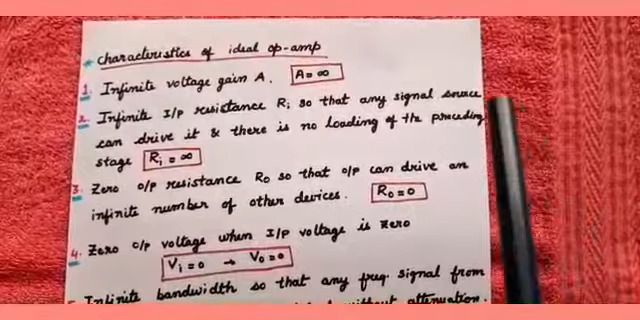 * characteristics of ideal op-amp
1. Infinite voltage gain A. A = ∞
2. Infinite I/P resistance Ri so that any signal source
can drive it & there is no loading of the preceding
stage Ri = ∞
3. Zero O/P resistance Ro so that O/P can drive an
infinite number of other devices. Ro = 0
4. Zero O/P voltage when I/P voltage is zero
Vi = 0 → Vo = 0
5. Infinite bandwidth so that any freq. signal from
without attenuation.